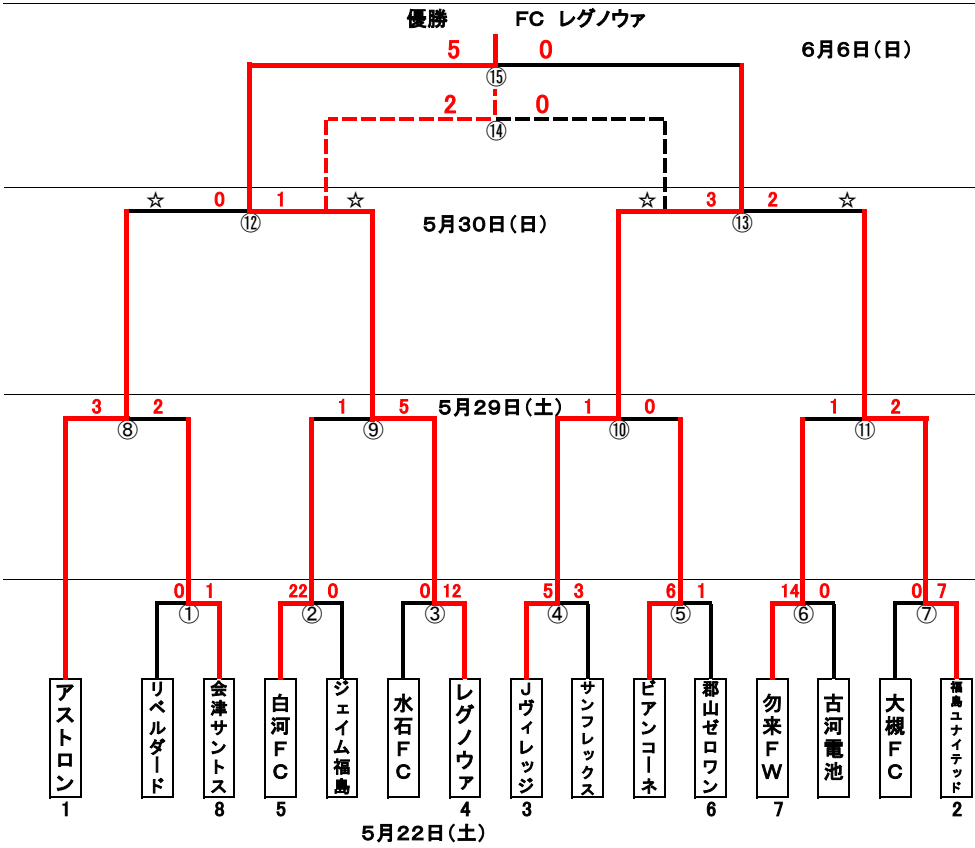 優勝 FC レグノウァ
6月6日(日)
5 0
⑮
2 0
⑭
☆ 0 1 ☆ ☆ 3 2 ☆
⑫ 5月30日(日) ⑬
3 2 1 5 5月29日(土) 1 0 1 2
⑧ ⑨ ⑩ ⑪
0 1 22 0 0 12 5 3 6 1 14 0 0 7
① ② ③ ④ ⑤ ⑥ ⑦
アストロン
リベルダード
会津サントス
白河FC
ジェイム福島
水石FC
レグノウァ
Jヴィレッジ
サンフレックス
ビアンコーネ
郡山ゼロワン
勿来FW
古河電池
大槻FC
福島ユナイテッド
1 8 5 4 3 6 7 2
5月22日(土)